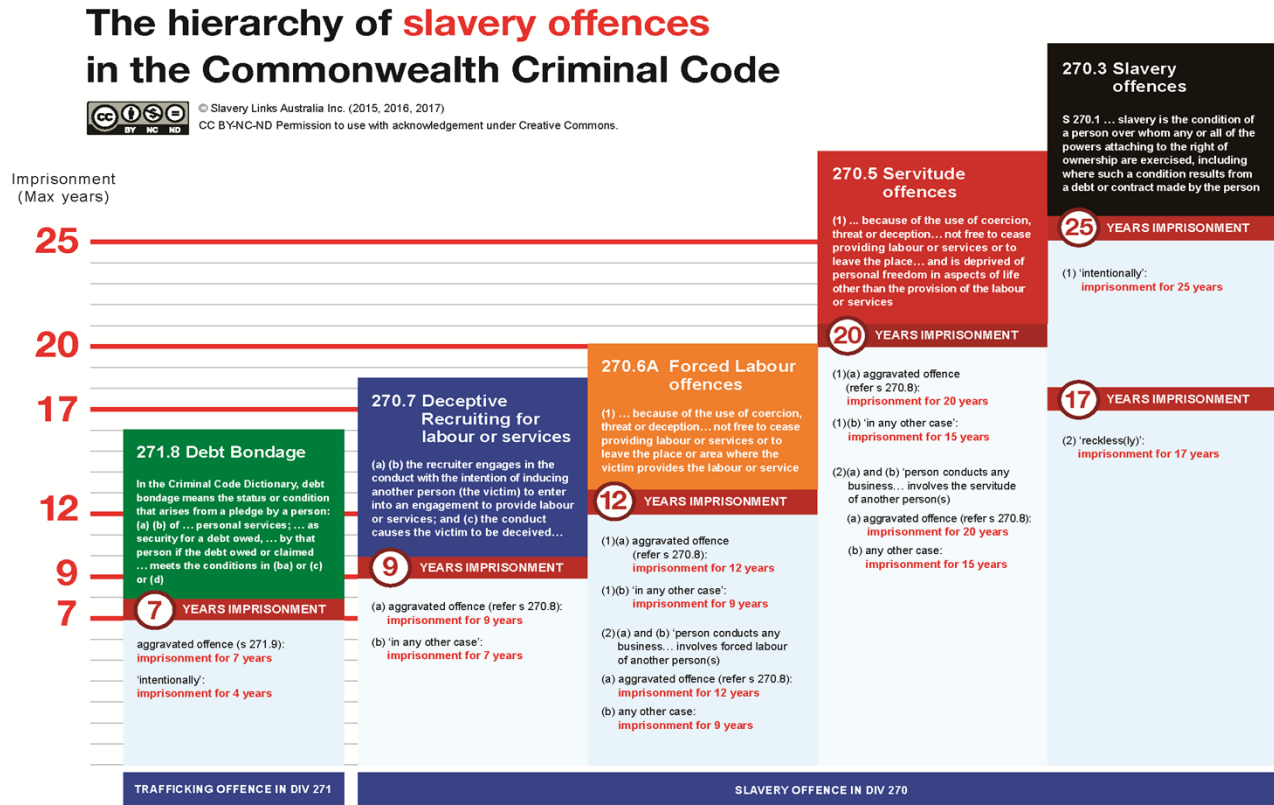 The hierarchy of slavery offences
in the Commonwealth Criminal Code
cc
BY NC ND
© Slavery Links Australia Inc. (2015, 2016, 2017)
CC BY-NC-ND Permission to use with acknowledgement under Creative Commons.
Imprisonment
(Max years)
25
20
17
12
9
7
271.8 Debt Bondage
In the Criminal Code Dictionary, debt
bondage means the status or condition
that arises from a pledge by a person:
(a) (b) of … personal services; … as
security for a debt owed, … by that
person if the debt owed or claimed
… meets the conditions in (ba) or (c)
or (d)
7 YEARS IMPRISONMENT
aggravated offence (s 271.9):
imprisonment for 7 years
‘intentionally’:
imprisonment for 4 years
TRAFFICKING OFFENCE IN DIV 271
270.7 Deceptive
Recruiting for
labour or services
(a) (b) the recruiter engages in the
conduct with the intention of inducing
another person (the victim) to enter
into an engagement to provide labour
or services; and (c) the conduct
causes the victim to be deceived…
9 YEARS IMPRISONMENT
(a) aggravated offence (refer s 270.8):
imprisonment for 9 years
(b) ‘in any other case’:
imprisonment for 7 years
270.6A Forced Labour
offences
(1) … because of the use of coercion,
threat or deception… not free to cease
providing labour or services or to
leave the place or area where the
victim provides the labour or service
12 YEARS IMPRISONMENT
(1)(a) aggravated offence
(refer s 270.8):
imprisonment for 12 years
(1)(b) ‘in any other case’:
imprisonment for 9 years
(2)(a) and (b) ‘person conducts any
business… involves forced labour
of another person(s)
(a) aggravated offence (refer s 270.8):
imprisonment for 12 years
(b) any other case:
imprisonment for 9 years
270.5 Servitude
offences
(1) ... because of the use of coercion,
threat or deception… not free to cease
providing labour or services or to
leave the place… and is deprived of
personal freedom in aspects of life
other than the provision of the labour
or services
20 YEARS IMPRISONMENT
(1)(a) aggravated offence
(refer s 270.8):
imprisonment for 20 years
(1)(b) ‘in any other case’:
imprisonment for 15 years
(2)(a) and (b) ‘person conducts any
business… involves the servitude
of another person(s)
(a) aggravated offence (refer s 270.8):
imprisonment for 20 years
(b) any other case:
imprisonment for 15 years
270.3 Slavery
offences
S 270.1 … slavery is the condition of
a person over whom any or all of the
powers attaching to the right of
ownership are exercised, including
where such a condition results from
a debt or contract made by the person
25 YEARS IMPRISONMENT
(1) ‘intentionally’:
imprisonment for 25 years
17 YEARS IMPRISONMENT
(2) ‘reckless(ly)’:
imprisonment for 17 years
SLAVERY OFFENCE IN DIV 270